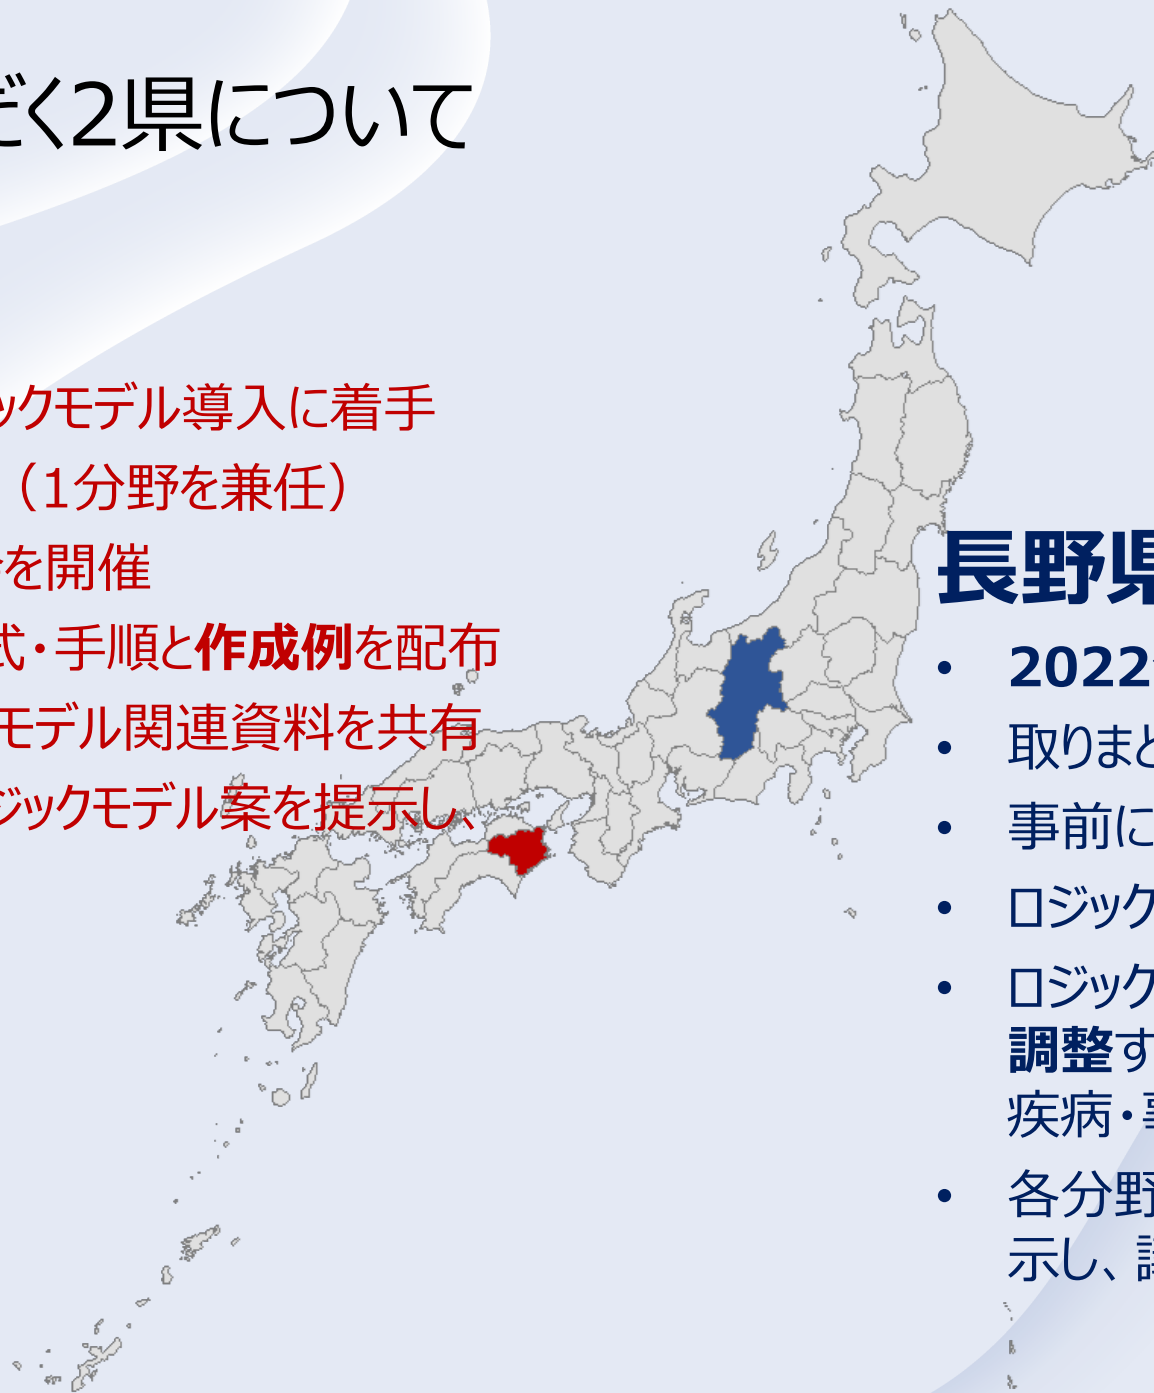 だく2県について
ックモデル導入に着手
（1分野を兼任）
を開催
式・手順と作成例を配布
モデル関連資料を共有
ジックモデル案を提示し、
長野県
• 2022
• 取りまと
• 事前に
• ロジック
• ロジック
調整す
疾病・事
• 各分野
示し、議